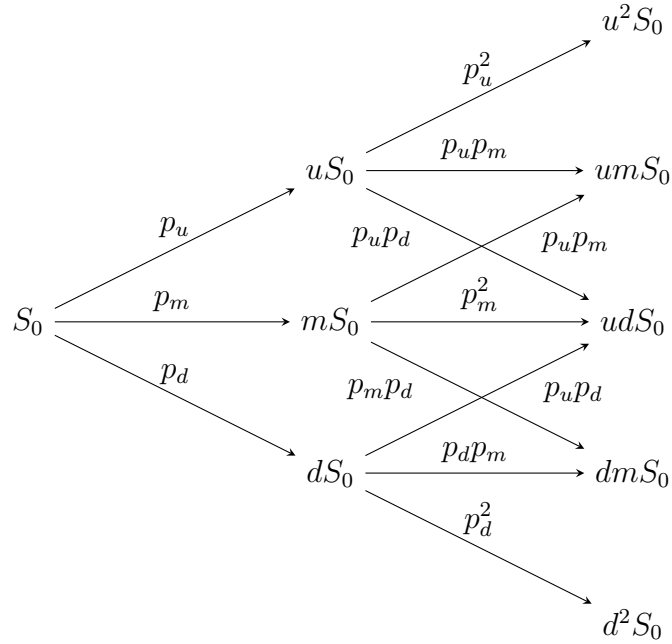 $u^2S_0$
$p_u^2$
$p_up_m$
$uS_0$
$umS_0$
$p_u$
$p_up_d$
$p_up_m$
$p_m$
$p_m^2$
$S_0$
$mS_0$
$udS_0$
$p_d$
$p_mp_d$
$p_up_d$
$p_dp_m$
$dS_0$
$dmS_0$
$p_d^2$
$d^2S_0$